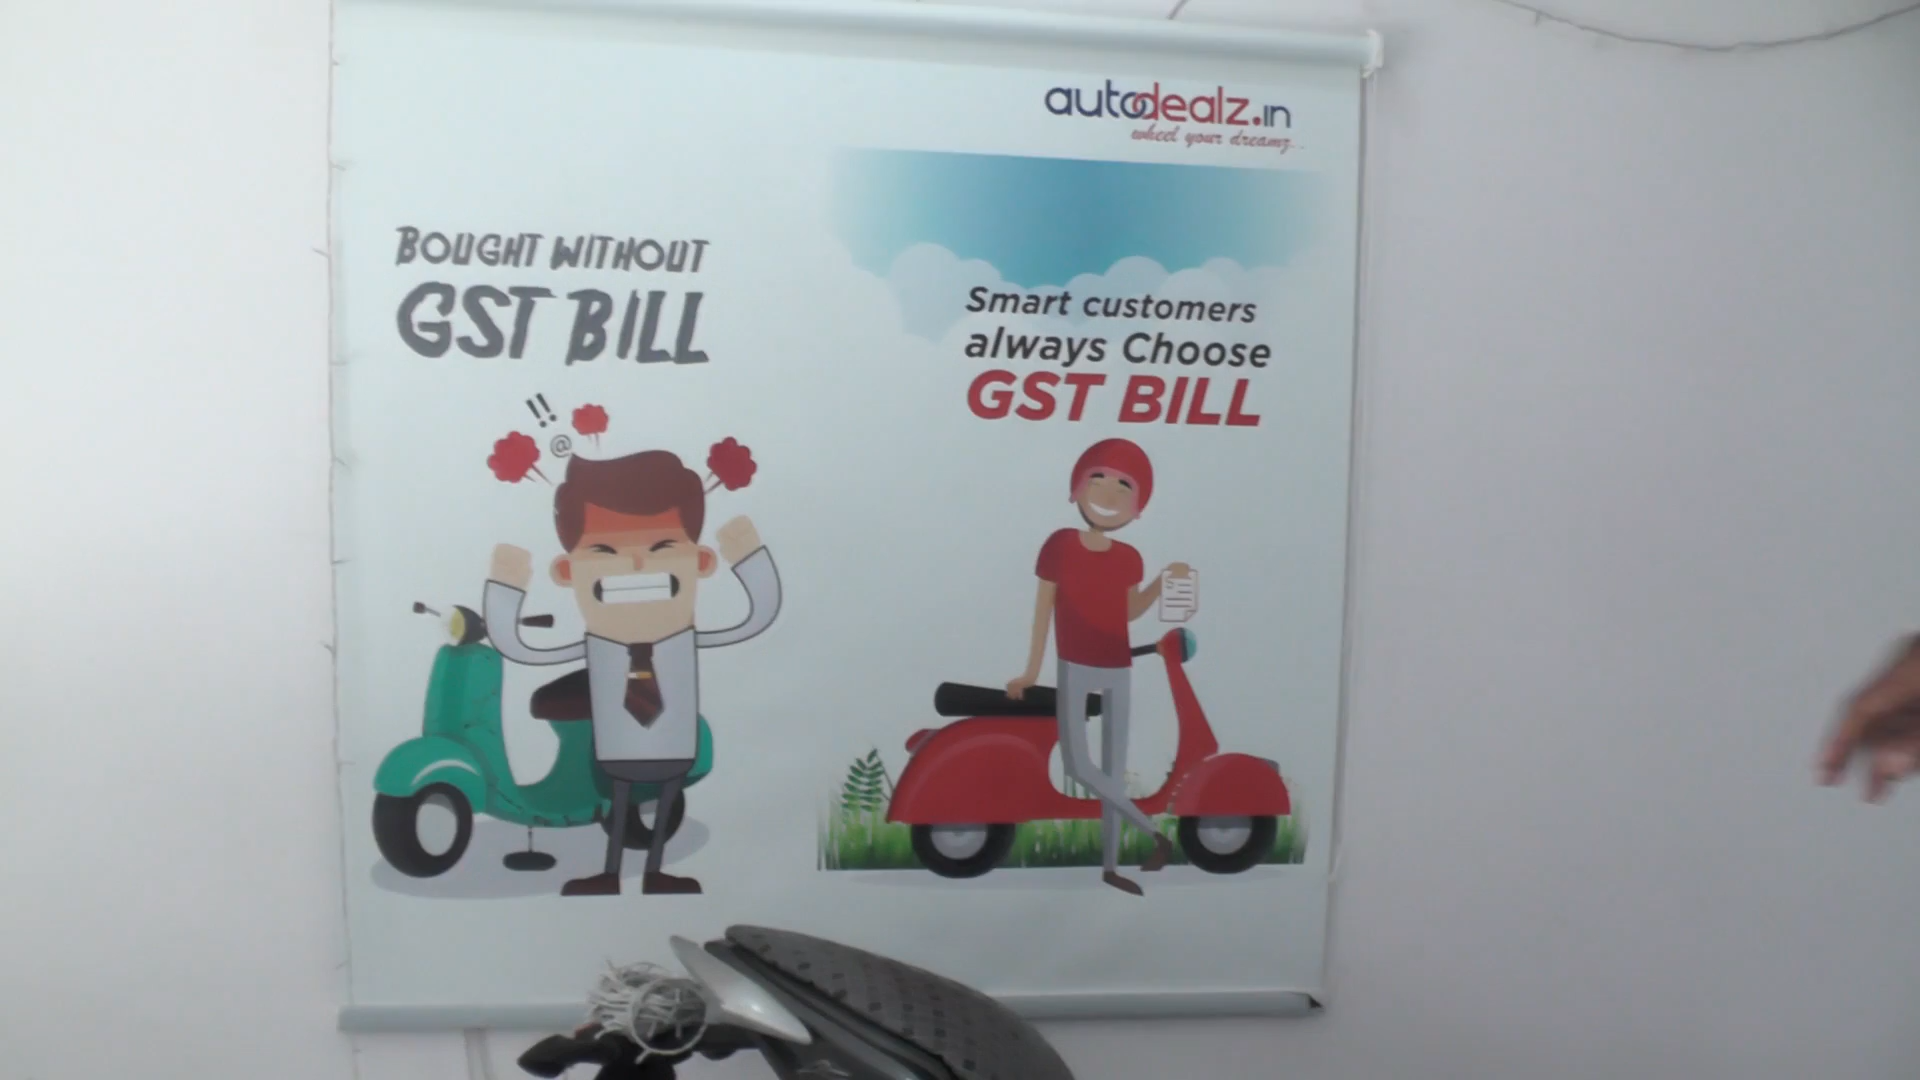 autodealz.in
wheel your dreamz..
BOUGHT WITHOUT
GST BILL
!!
@
Smart customers
always Choose
GST BILL